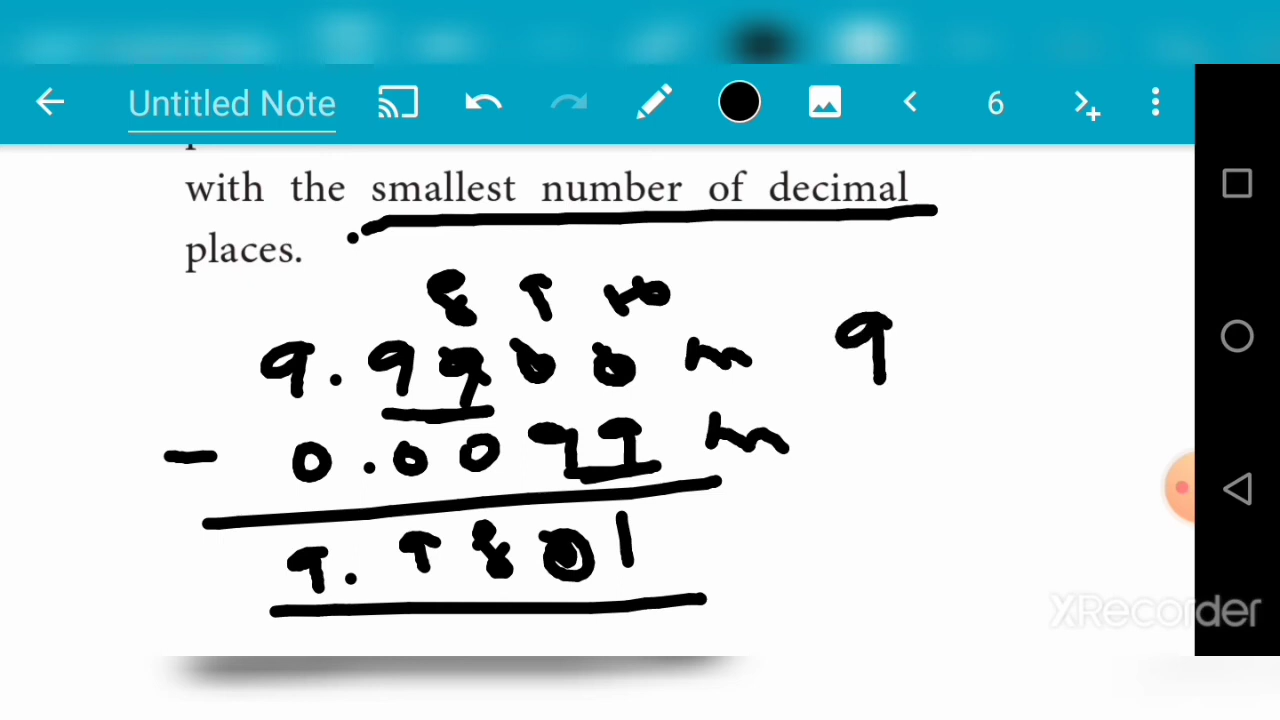 Untitled Note
6
with the smallest number of decimal
places.
8 9 10
9.9900 m 9
- 0.0099 m
9.9801
XRecorder